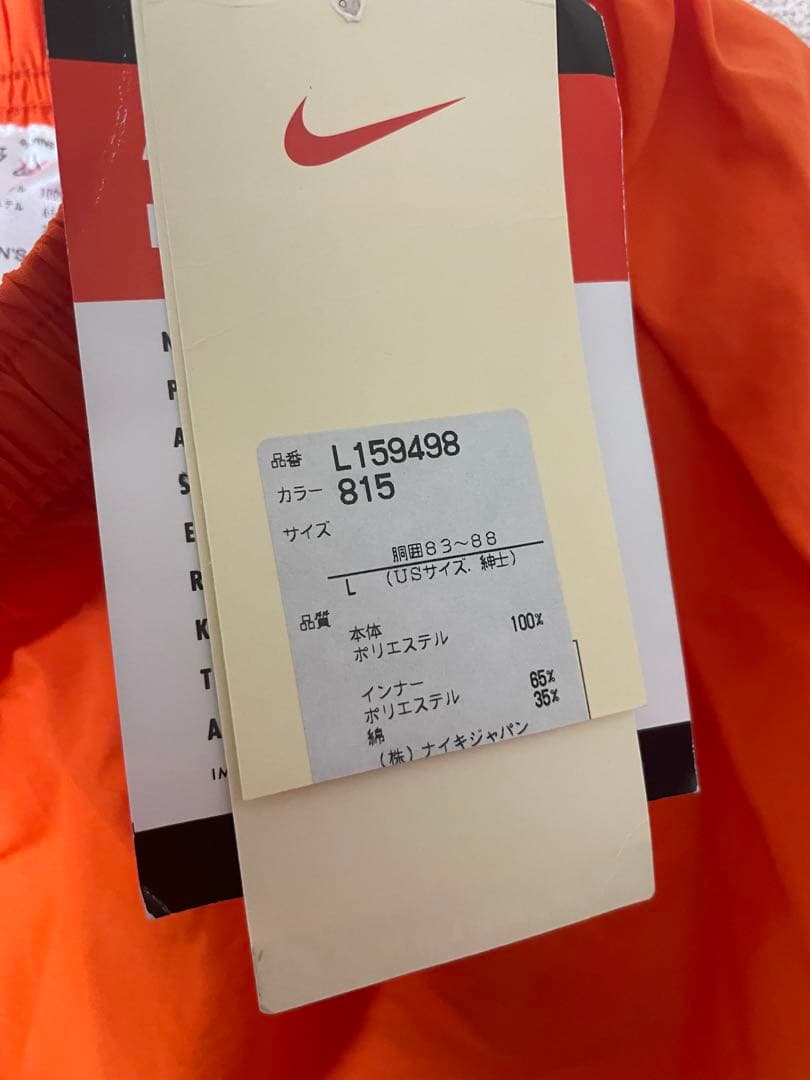 品番 L159498
カラー 815
サイズ
胴囲83～88
L (USサイズ. 紳士)
品質
本体
ポリエステル 100%
インナー
ポリエステル 65%
綿 35%
(株)ナイキジャパン
N
P
A
S
E
R
K
T
A
IM
N'S